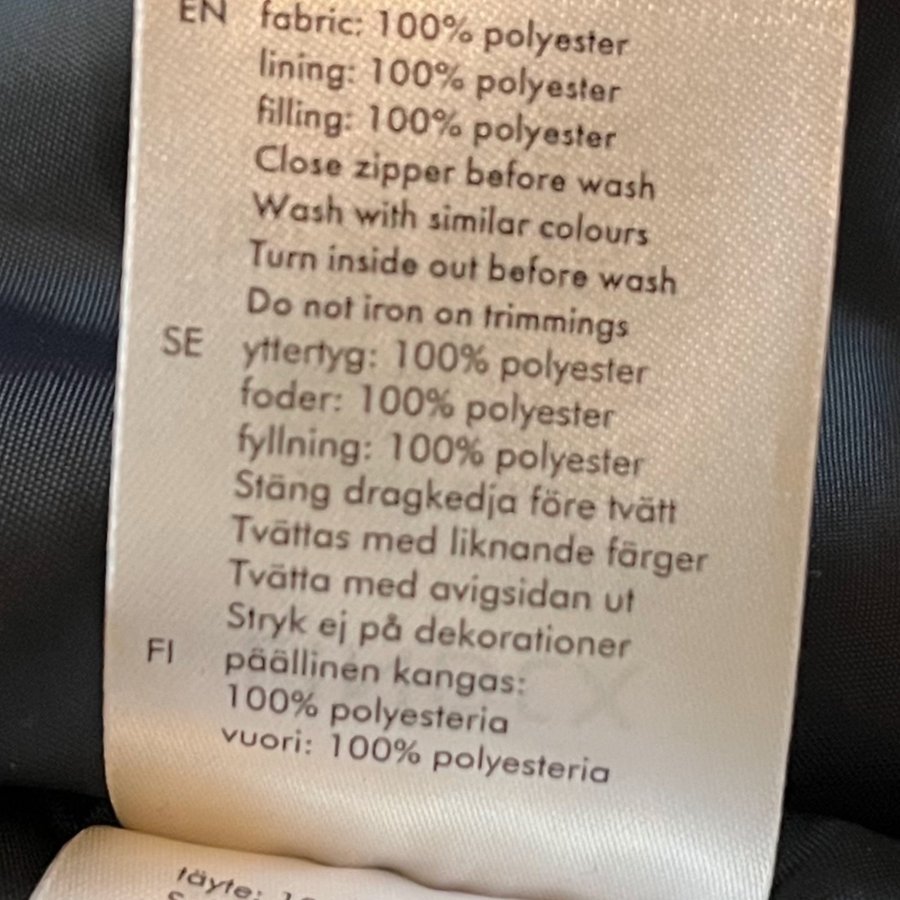 EN fabric: 100% polyester
lining: 100% polyester
filling: 100% polyester
Close zipper before wash
Wash with similar colours
Turn inside out before wash
Do not iron on trimmings
SE yttertyg: 100% polyester
foder: 100% polyester
fyllning: 100% polyester
Stäng dragkedja före tvätt
Tvättas med liknande färger
Tvätta med avigsidan ut
Stryk ej på dekorationer
FI päällinen kangas:
100% polyesteria
vuori: 100% polyesteria
täyte: